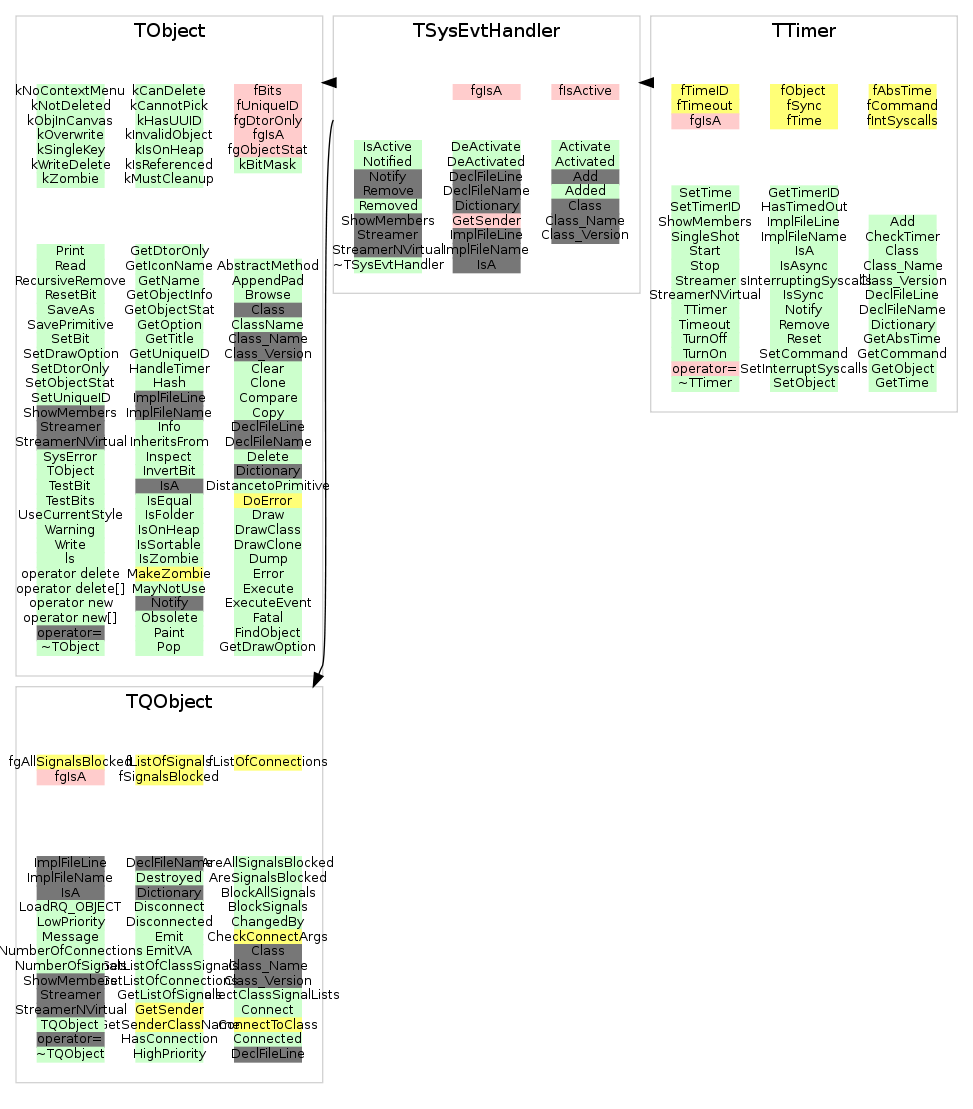 TObject
kNoContextMenu kCanDelete fBits
kNotDeleted kCannotPick fUniqueID
kObjInCanvas kHasUUID fgDtorOnly
kOverwrite kInvalidObject fgIsA
kSingleKey kIsOnHeap fgObjectStat
kWriteDelete kIsReferenced kBitMask
kZombie kMustCleanup
Print GetDtorOnly
Read GetIconName AbstractMethod
RecursiveRemove GetName AppendPad
ResetBit GetObjectInfo Browse
SaveAs GetObjectStat Class
SavePrimitive GetOption ClassName
SetBit GetTitle Class_Name
SetDrawOption GetUniqueID Class_Version
SetDtorOnly HandleTimer Clear
SetObjectStat Hash Clone
SetUniqueID ImplFileLine Compare
ShowMembers ImplFileName Copy
Streamer Info DeclFileLine
StreamerNVirtual InheritsFrom DeclFileName
SysError Inspect Delete
TObject InvertBit Dictionary
TestBit IsA DistancetoPrimitive
TestBits IsEqual DoError
UseCurrentStyle IsFolder Draw
Warning IsOnHeap DrawClass
Write IsSortable DrawClone
ls IsZombie Dump
operator delete MakeZombie Error
operator delete[] MayNotUse Execute
operator new Notify ExecuteEvent
operator new[] Obsolete Fatal
operator= Paint FindObject
~TObject Pop GetDrawOption
TSysEvtHandler
fgIsA fIsActive
IsActive DeActivate Activate
Notified DeActivated Activated
Notify DeclFileLine Add
Remove DeclFileName Added
Removed Dictionary Class
ShowMembers GetSender Class_Name
Streamer ImplFileLine Class_Version
StreamerNVirtual ImplFileName
~TSysEvtHandler IsA
TTimer
fTimeID fObject fAbsTime
fTimeout fSync fCommand
fgIsA fTime fIntSyscalls
SetTime GetTimerID
SetTimerID HasTimedOut
ShowMembers ImplFileLine Add
SingleShot ImplFileName CheckTimer
Start IsA Class
Stop IsAsync Class_Name
Streamer sInterruptingSyscalls Class_Version
StreamerNVirtual IsSync DeclFileLine
TTimer Notify DeclFileName
Timeout Remove Dictionary
TurnOff Reset GetAbsTime
TurnOn SetCommand GetCommand
operator= SetInterruptSyscalls GetObject
~TTimer SetObject GetTime
TQObject
fgAllSignalsBlocked fListOfSignals fListOfConnections
fgIsA fSignalsBlocked
ImplFileLine DeclFileName AreAllSignalsBlocked
ImplFileName Destroyed AreSignalsBlocked
IsA Dictionary BlockAllSignals
LoadRQ_OBJECT Disconnect BlockSignals
LowPriority Disconnected ChangedBy
Message Emit CheckConnectArgs
NumberOfConnections EmitVA Class
NumberOfSignals GetListOfClassSignals Class_Name
ShowMembers GetListOfConnections Class_Version
Streamer GetListOfSignals lectClassSignalLists
StreamerNVirtual GetSender Connect
TQObject GetSenderClassName ConnectToClass
operator= HasConnection Connected
~TQObject HighPriority DeclFileLine